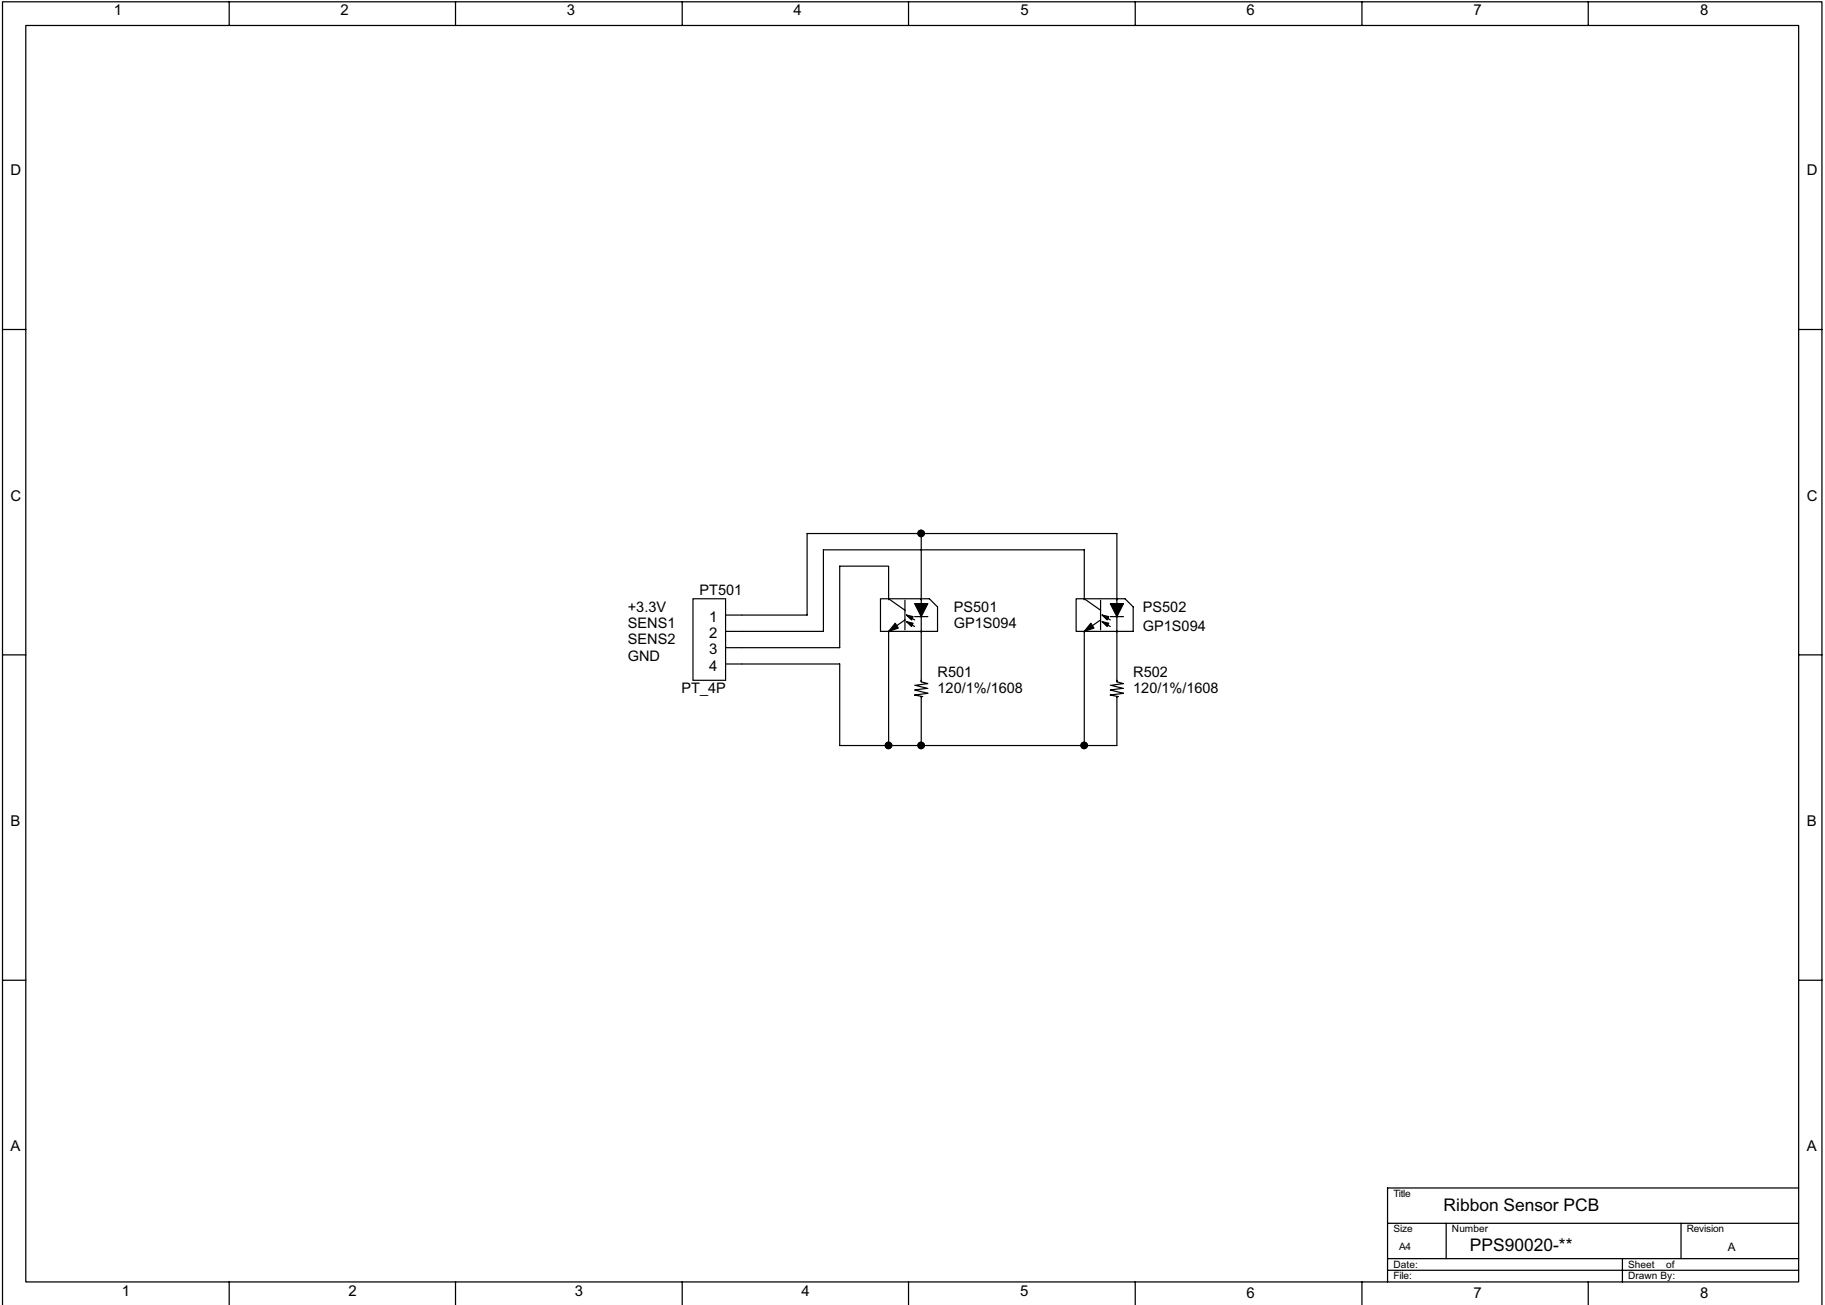 1 2 3 4 5 6 7 8
D D
C C
PT501
+3.3V
SENS1
SENS2
GND
1
2
3
4
PT_4P
PS501
GP1S094
PS502
GP1S094
R501
120/1%/1608
R502
120/1%/1608
B B
A A
Title
Ribbon Sensor PCB
Size
A4
Number
PPS90020-**
Revision
A
Date:
Sheet of
File:
Drawn By:
1 2 3 4 5 6 7 8